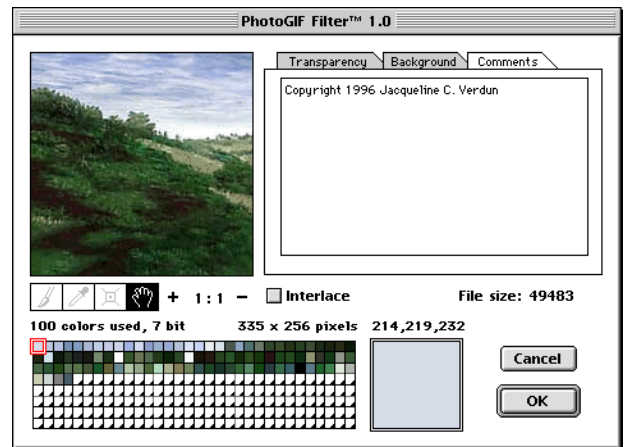 PhotoGIF Filter™ 1.0
Transparency Background Comments
Copyright 1996 Jacqueline C. Verdun
+ 1:1 − Interlace File size: 49483
100 colors used, 7 bit 335 x 256 pixels 214,219,232
Cancel
OK